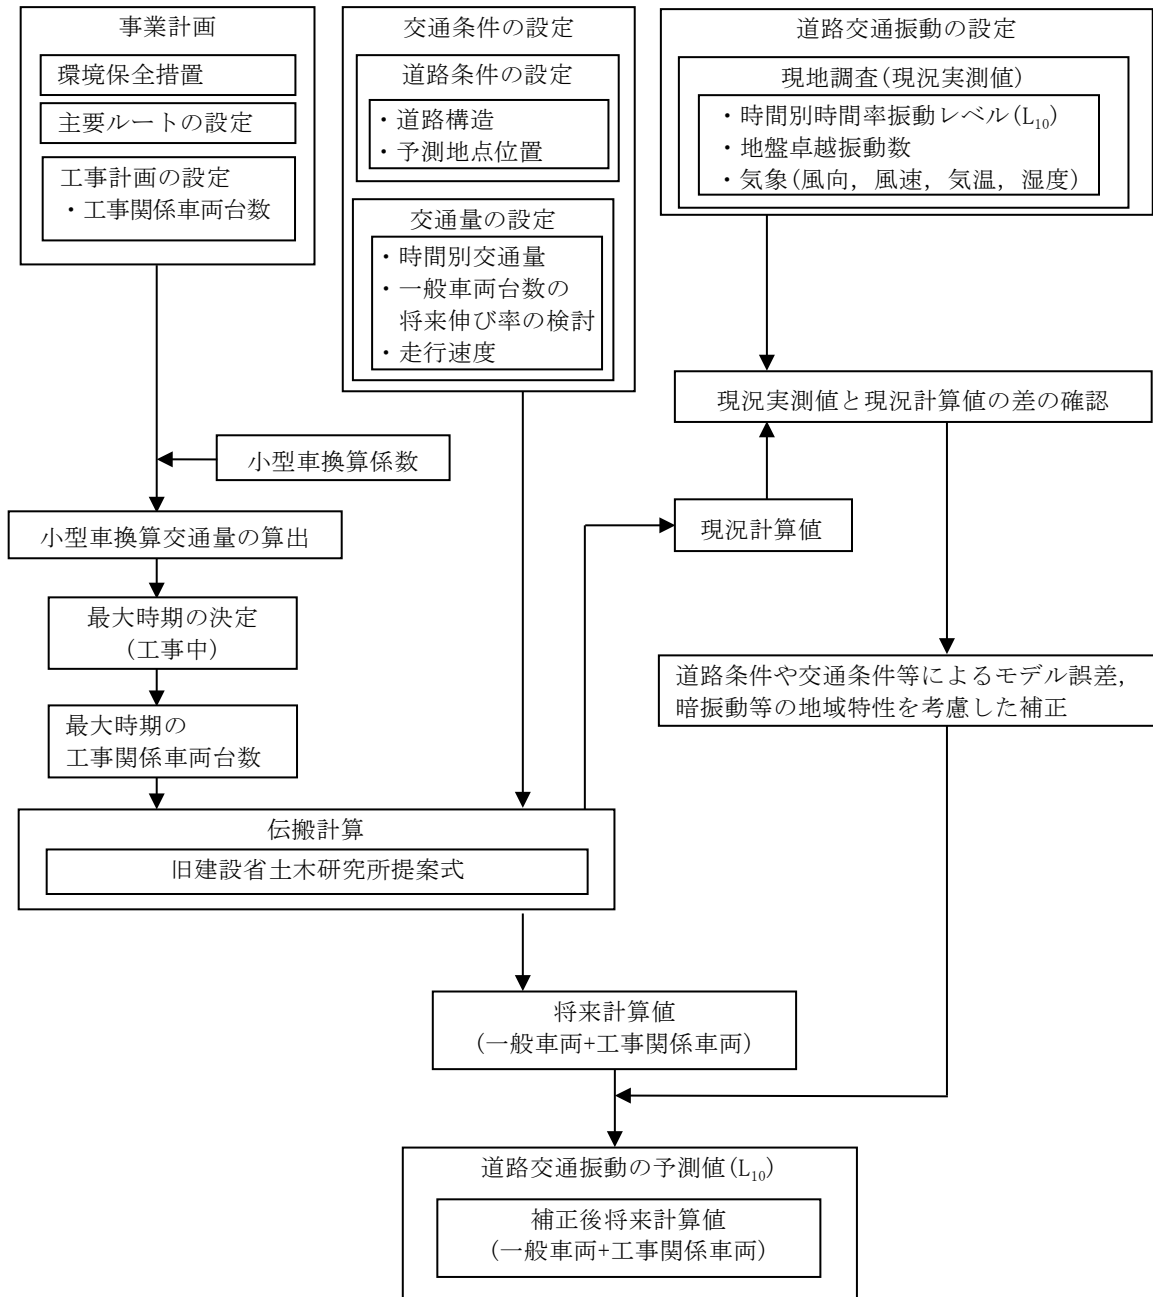 事業計画
環境保全措置
主要ルートの設定
工事計画の設定
・工事関係車両台数
交通条件の設定
道路条件の設定
・道路構造
・予測地点位置
交通量の設定
・時間別交通量
・一般車両台数の
将来伸び率の検討
・走行速度
道路交通振動の設定
現地調査(現況実測値)
・時間別時間率振動レベル(L10)
・地盤卓越振動数
・気象(風向，風速，気温，湿度)
現況実測値と現況計算値の差の確認
小型車換算係数
現況計算値
小型車換算交通量の算出
最大時期の決定
(工事中)
道路条件や交通条件等によるモデル誤差，
暗振動等の地域特性を考慮した補正
最大時期の
工事関係車両台数
伝搬計算
旧建設省土木研究所提案式
将来計算値
(一般車両+工事関係車両)
道路交通振動の予測値(L10)
補正後将来計算値
(一般車両+工事関係車両)